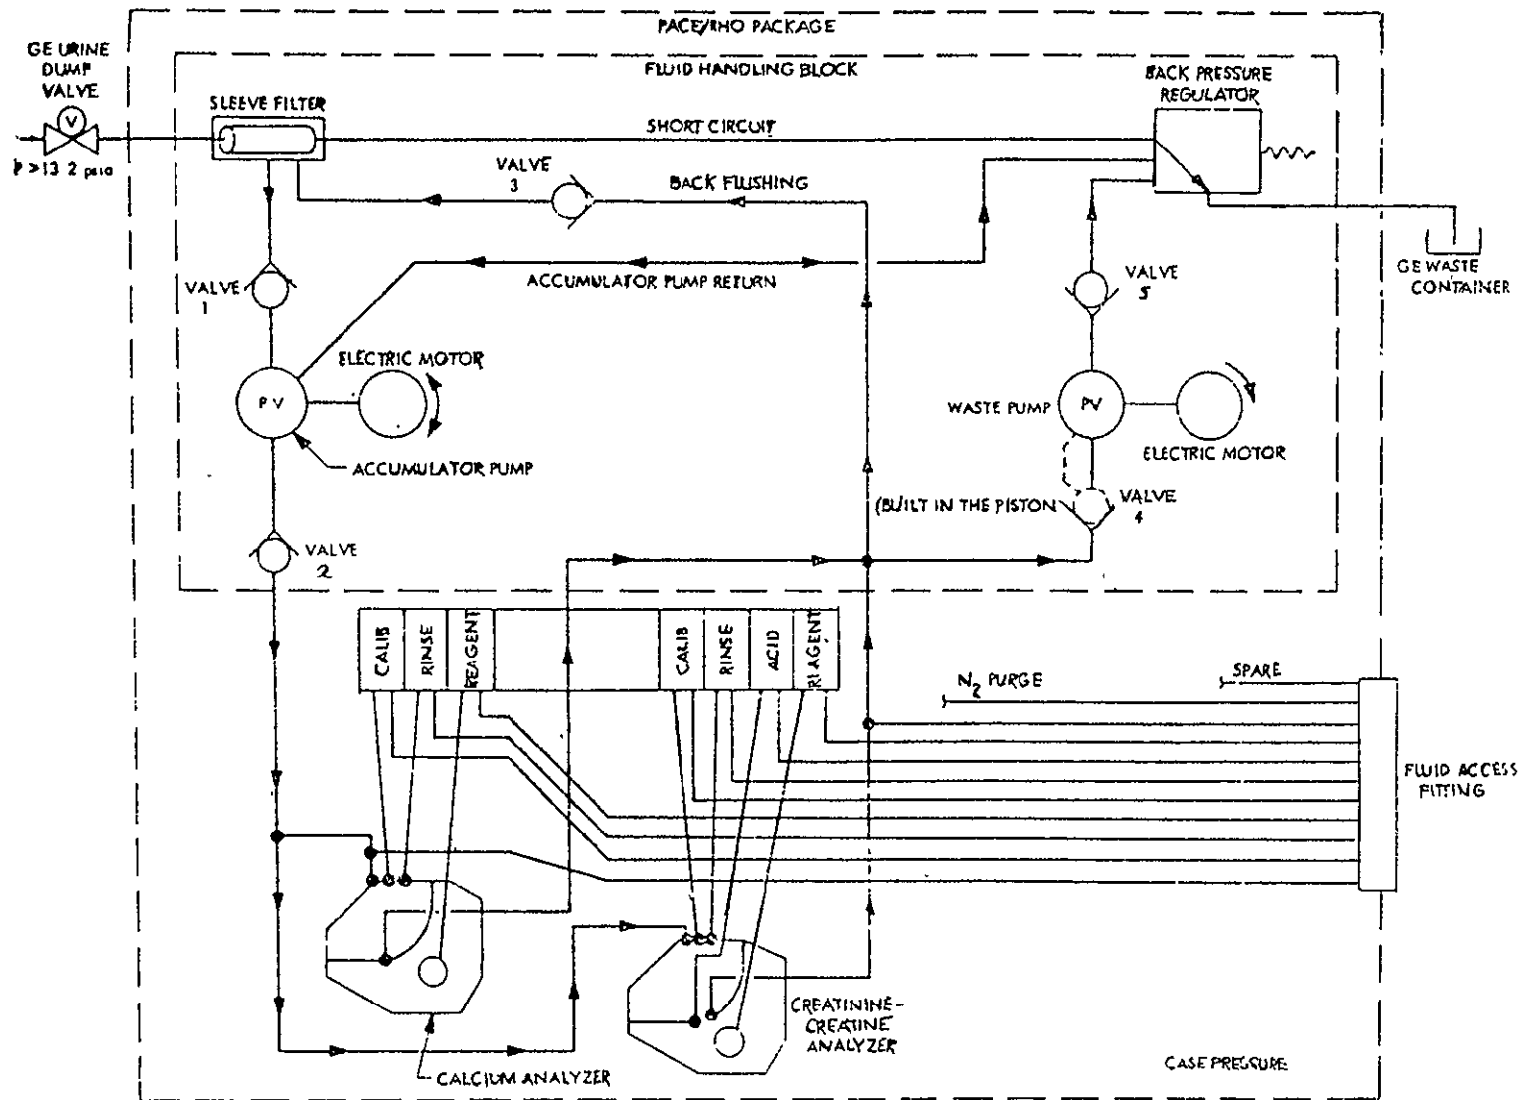 PACE/RHO PACKAGE
GE URINE
DUMP
VALVE
V
P >13 2 psia
FLUID HANDLING BLOCK
BACK PRESSURE
REGULATOR
SLEEVE FILTER
SHORT CIRCUIT
VALVE
3
BACK FLUSHING
VALVE
1
ACCUMULATOR PUMP RETURN
VALVE
5
GE WASTE
CONTAINER
ELECTRIC MOTOR
PV
WASTE PUMP
PV
ELECTRIC MOTOR
ACCUMULATOR PUMP
(BUILT IN THE PISTON
VALVE
4
VALVE
2
CALIB
RINSE
REAGENT
CALIB
RINSE
ACID
REAGENT
N2 PURGE
SPARE
FLUID ACCESS
FITTING
CREATININE-
CREATINE
ANALYZER
CALCIUM ANALYZER
CASE PRESSURE